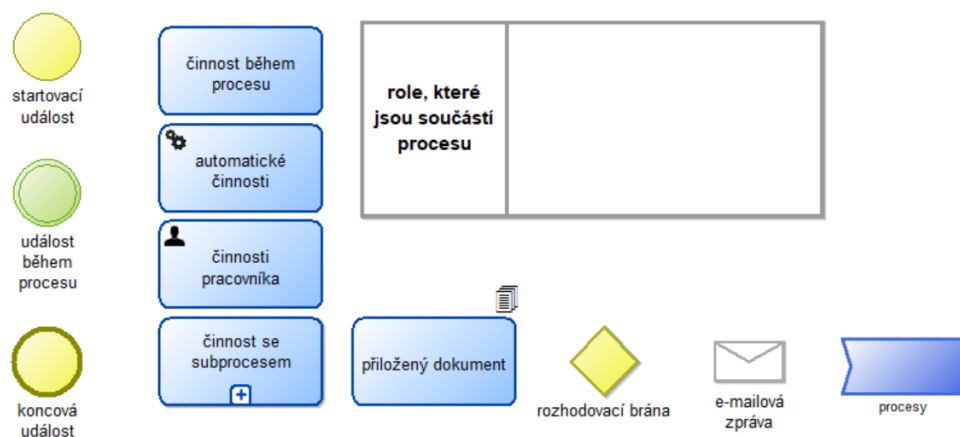 startovací
událost
událost
během
procesu
koncová
událost
činnost během
procesu
automatické
činnosti
činnosti
pracovníka
činnost se
subprocesem
role, které
jsou součástí
procesu
přiložený dokument
rozhodovací brána
e-mailová
zpráva
procesy